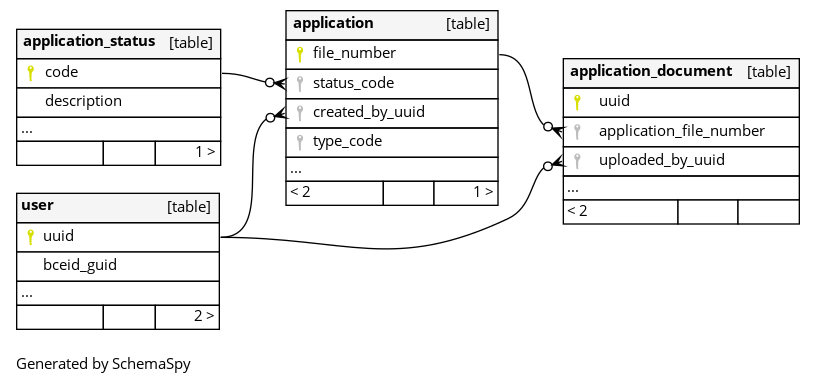 application_status [table]
code
description
...
1 >
application [table]
file_number
status_code
created_by_uuid
type_code
...
< 2 1 >
application_document [table]
uuid
application_file_number
uploaded_by_uuid
...
< 2
user [table]
uuid
bceid_guid
...
2 >
Generated by SchemaSpy